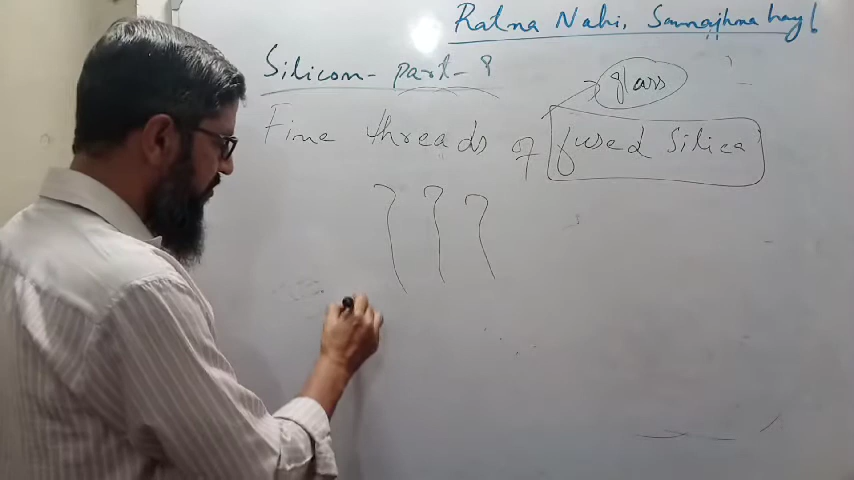 Ratna Nahi, Samajhna hay!
Silicon- part- 9
glass
Fine threads of fused Silica